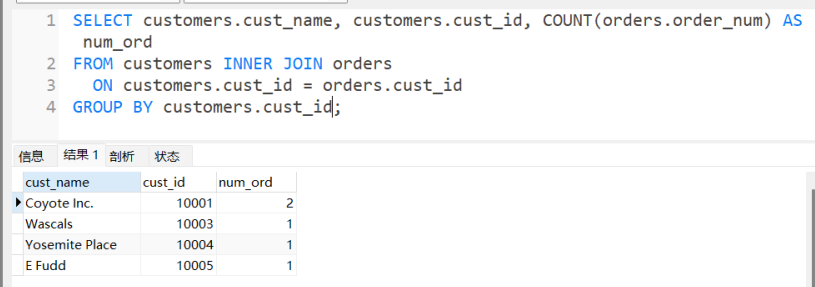 1 SELECT customers.cust_name, customers.cust_id, COUNT(orders.order_num) AS
num_ord
2 FROM customers INNER JOIN orders
3 ON customers.cust_id = orders.cust_id
4 GROUP BY customers.cust_id;
信息 结果 1 剖析 状态
cust_name cust_id num_ord
Coyote Inc. 10001 2
Wascals 10003 1
Yosemite Place 10004 1
E Fudd 10005 1